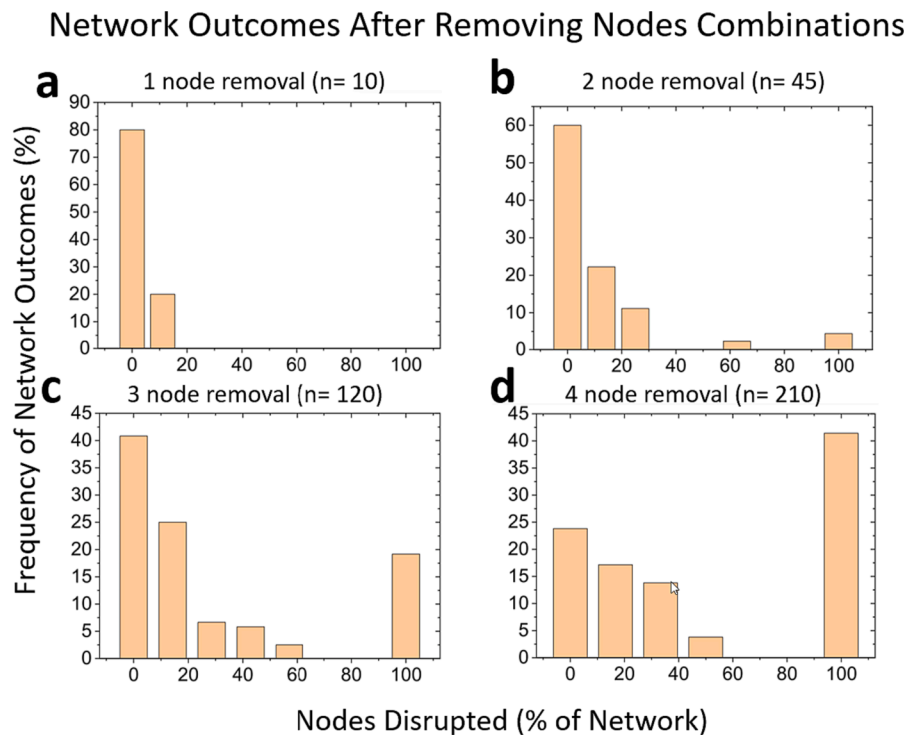 Network Outcomes After Removing Nodes Combinations
a
1 node removal (n= 10)
90
80
70
60
50
40
30
20
10
0
0 20 40 60 80 100
b
2 node removal (n= 45)
60
50
40
30
20
10
0
0 20 40 60 80 100
Frequency of Network Outcomes (%)
c
3 node removal (n= 120)
45
40
35
30
25
20
15
10
5
0
0 20 40 60 80 100
d
4 node removal (n= 210)
45
40
35
30
25
20
15
10
5
0
0 20 40 60 80 100
Nodes Disrupted (% of Network)